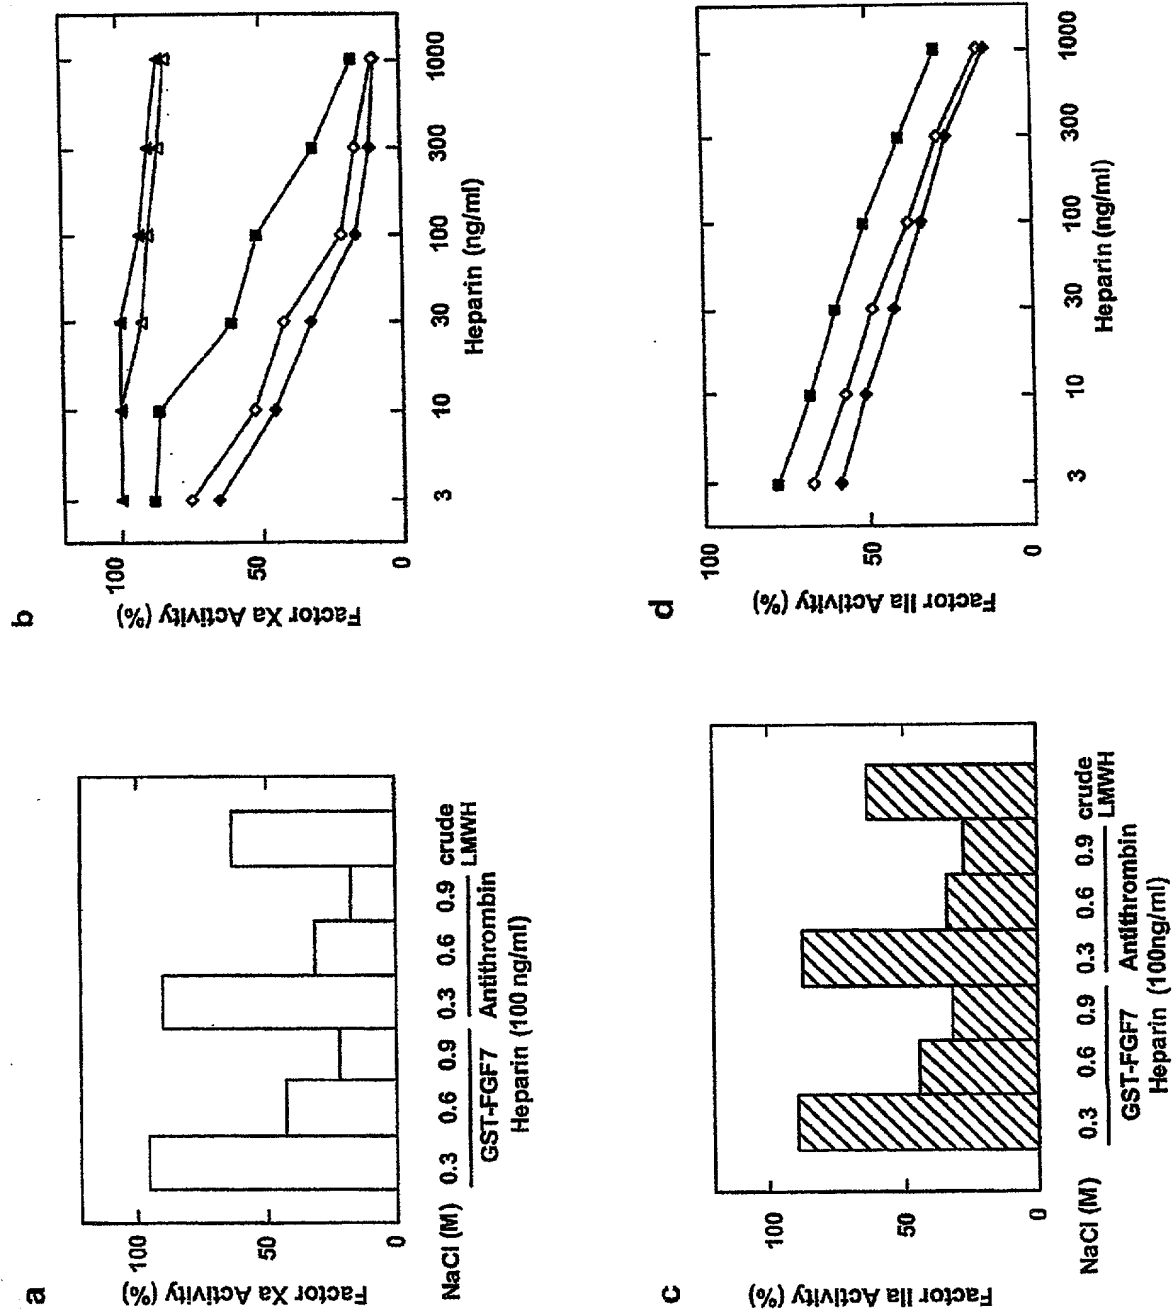 a
Factor Xa Activity (%)
100
50
0
NaCl (M)
0.3 0.6 0.9 0.3 0.6 0.9 crude
LMWH
GST-FGF7 Antithrombin
Heparin (100 ng/ml)
b
Factor Xa Activity (%)
100
50
0
3 10 30 100 300 1000
Heparin (ng/ml)
c
Factor IIa Activity (%)
100
50
0
NaCl (M)
0.3 0.6 0.9 0.3 0.6 0.9 crude
LMWH
GST-FGF7 Antithrombin
Heparin (100ng/ml)
d
Factor IIa Activity (%)
100
50
0
3 10 30 100 300 1000
Heparin (ng/ml)